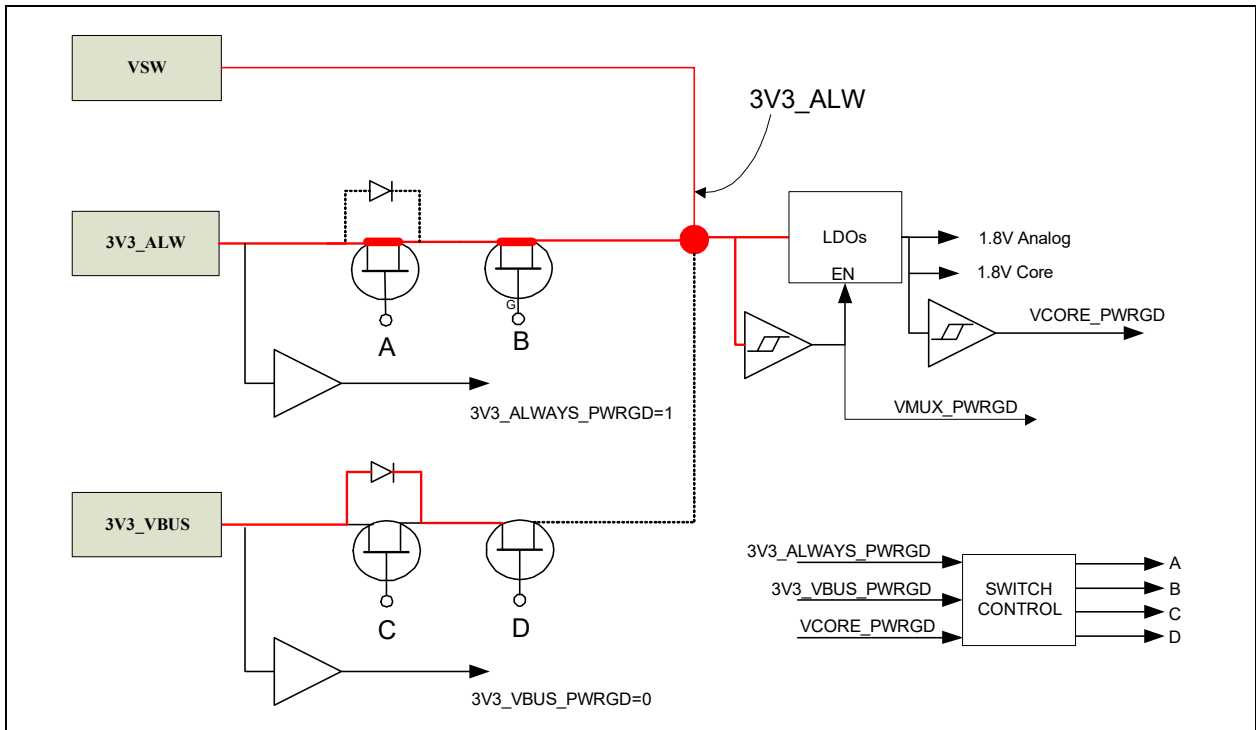 VSW
3V3_ALW
3V3_ALW
LDOs
EN
1.8V Analog
1.8V Core
G
A
B
VCORE_PWRGD
3V3_ALWAYS_PWRGD=1
VMUX_PWRGD
3V3_VBUS
C
D
3V3_VBUS_PWRGD=0
3V3_ALWAYS_PWRGD
3V3_VBUS_PWRGD
VCORE_PWRGD
SWITCH
CONTROL
A
B
C
D